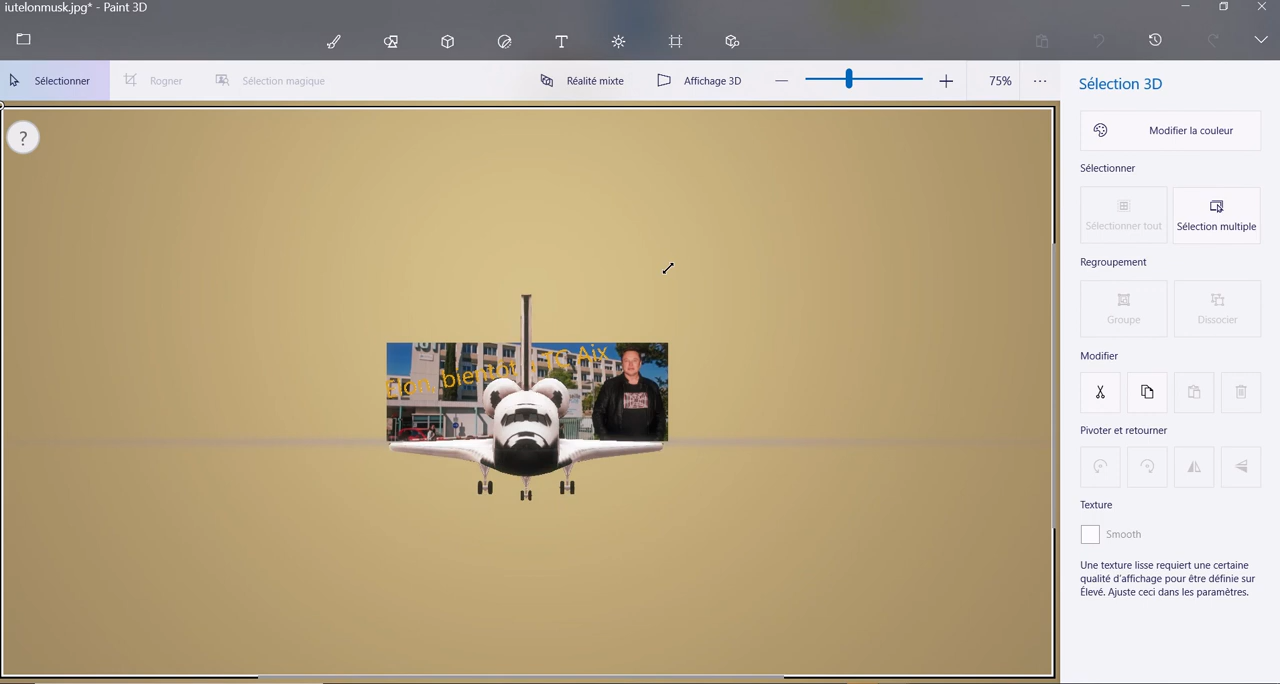 iutelonmusk.jpg* - Paint 3D
Sélectionner
Rogner
Sélection magique
Réalité mixte
Affichage 3D
75%
Sélection 3D
?
Modifier la couleur
Sélectionner
Sélectionner tout
Sélection multiple
Regroupement
Groupe
Dissocier
Modifier
Pivoter et retourner
Texture
Smooth
Une texture lisse requiert une certaine
qualité d'affichage pour être définie sur
Élevé. Ajuste ceci dans les paramètres.
Elon, bientôt
TC Aix